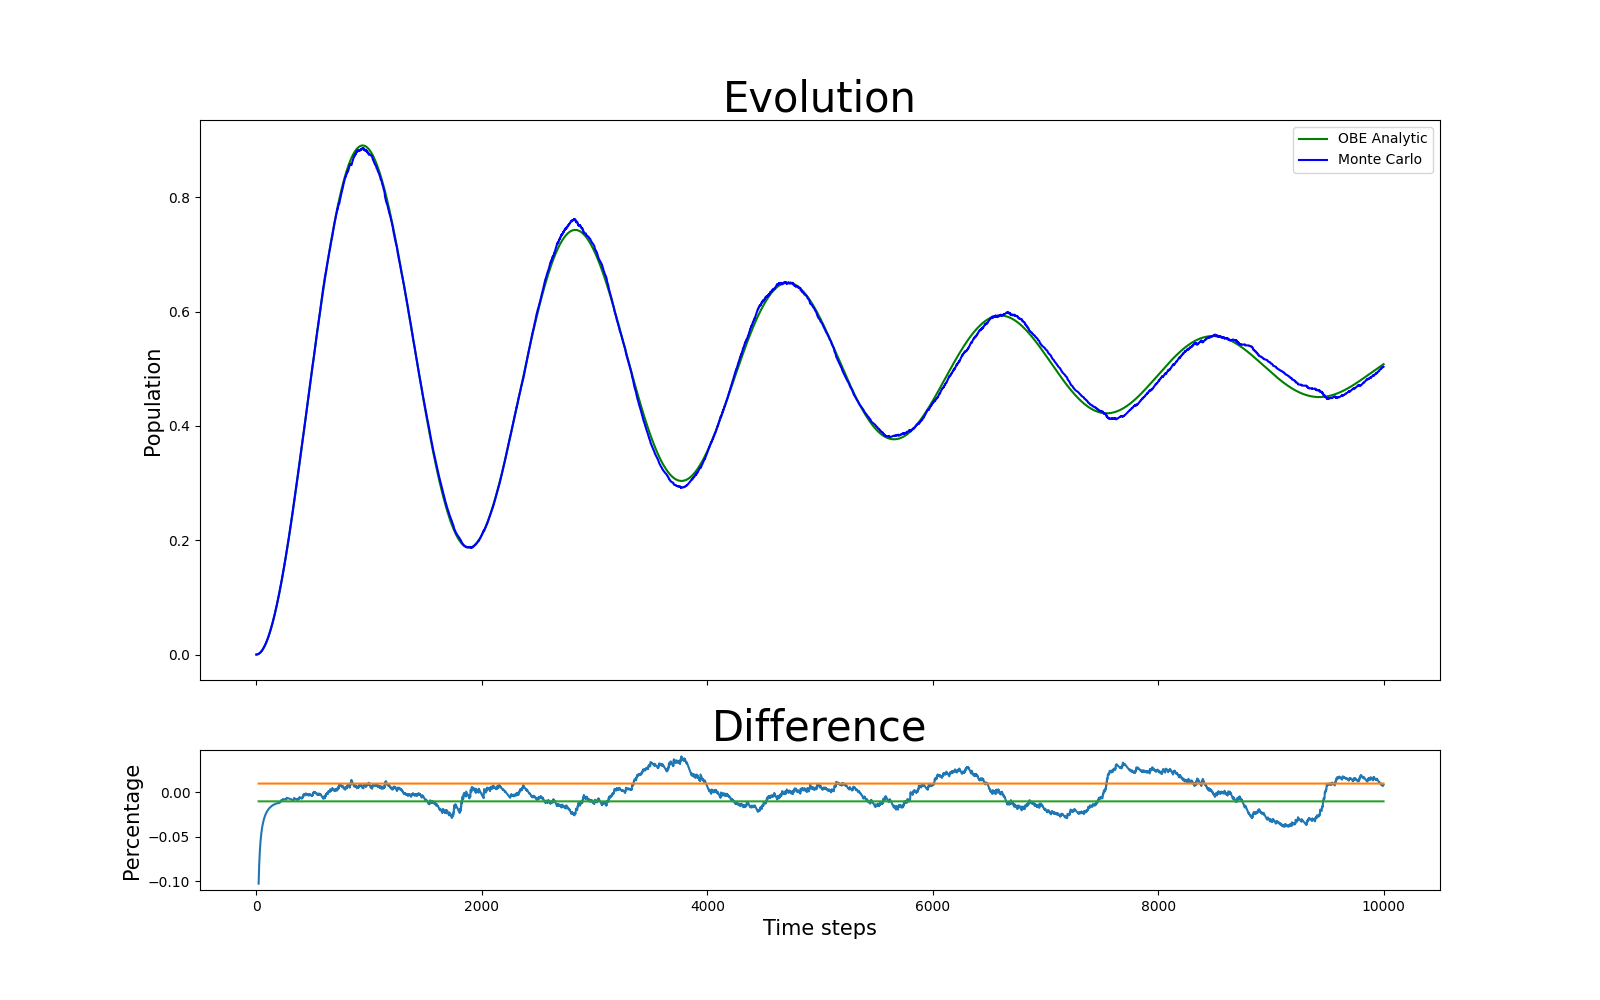 Evolution
OBE Analytic
Monte Carlo
Population
0.8
0.6
0.4
0.2
0.0
Difference
Percentage
0.00
−0.05
−0.10
0 2000 4000 6000 8000 10000
Time steps